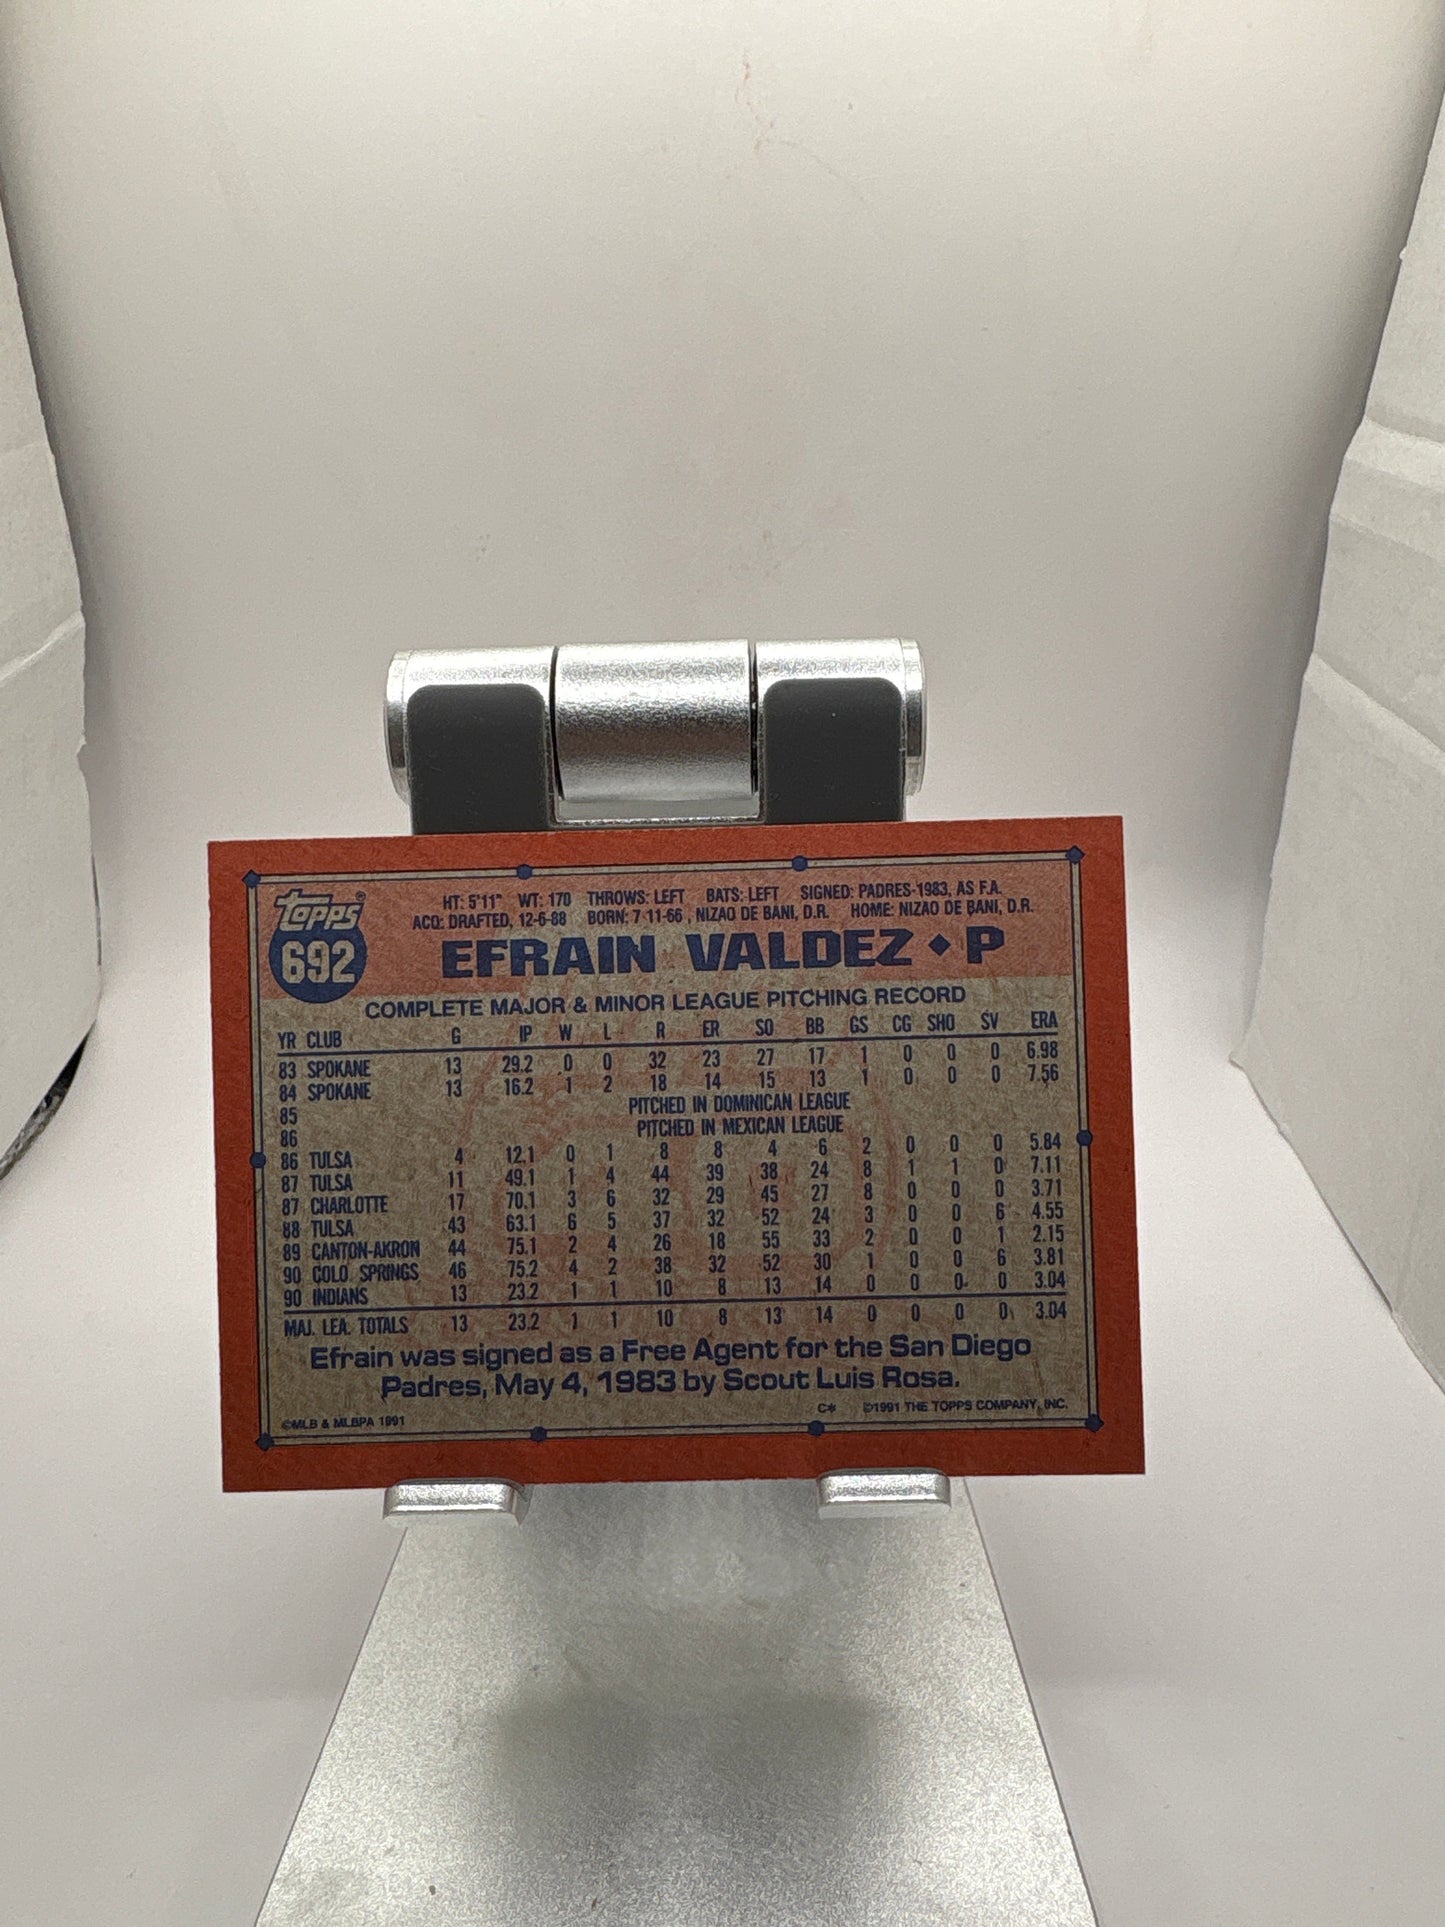 topps®
692
HT: 5'11" WT: 170 THROWS: LEFT BATS: LEFT SIGNED: PADRES-1983, AS F.A.
ACQ: DRAFTED, 12-6-88 BORN: 7-11-66, NIZAO DE BANI, D.R. HOME: NIZAO DE BANI, D.R.
EFRAIN VALDEZ ◆ P
COMPLETE MAJOR & MINOR LEAGUE PITCHING RECORD
YR CLUB G IP W L R ER SO BB GS CG SHO SV ERA
83 SPOKANE 13 29.2 0 0 32 23 27 17 1 0 0 0 6.98
84 SPOKANE 13 16.2 1 2 18 14 15 13 1 0 0 0 7.56
85 PITCHED IN DOMINICAN LEAGUE
86 PITCHED IN MEXICAN LEAGUE
86 TULSA 4 12.1 0 1 8 8 4 6 2 0 0 0 5.84
87 TULSA 11 49.1 1 4 44 39 38 24 8 1 1 0 7.11
87 CHARLOTTE 17 70.1 3 6 32 29 45 27 8 0 0 0 3.71
88 TULSA 43 63.1 6 5 37 32 52 24 3 0 0 6 4.55
89 CANTON-AKRON 44 75.1 2 4 26 18 55 33 2 0 0 1 2.15
90 COLO. SPRINGS 46 75.2 4 2 38 32 52 30 1 0 0 6 3.81
90 INDIANS 13 23.2 1 1 10 8 13 14 0 0 0 0 3.04
MAJ. LEA. TOTALS 13 23.2 1 1 10 8 13 14 0 0 0 0 3.04
Efrain was signed as a Free Agent for the San Diego
Padres, May 4, 1983 by Scout Luis Rosa.
©MLB & MLBPA 1991 C* ©1991 THE TOPPS COMPANY, INC.